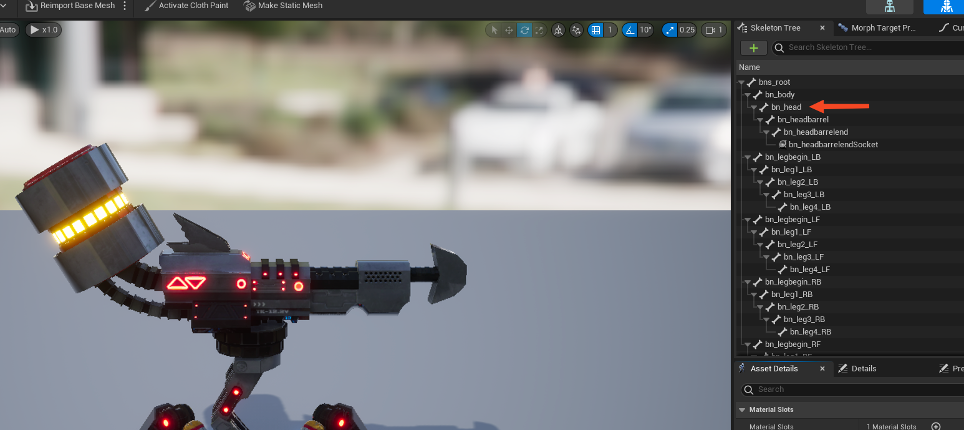 Reimport Base Mesh
Activate Cloth Paint
Make Static Mesh
Auto
x1.0
1
10°
0.25
1
Skeleton Tree
Morph Target Pr...
Search Skeleton Tree...
Name
bns_root
bn_body
bn_head
bn_headbarrel
bn_headbarrelend
bn_headbarrelendSocket
bn_legbegin_LB
bn_leg1_LB
bn_leg2_LB
bn_leg3_LB
bn_leg4_LB
bn_legbegin_LF
bn_leg1_LF
bn_leg2_LF
bn_leg3_LF
bn_leg4_LF
bn_legbegin_RB
bn_leg1_RB
bn_leg2_RB
bn_leg3_RB
bn_leg4_RB
bn_legbegin_RF
Asset Details
Details
Search
Material Slots
Material Slots
1 Material Slots